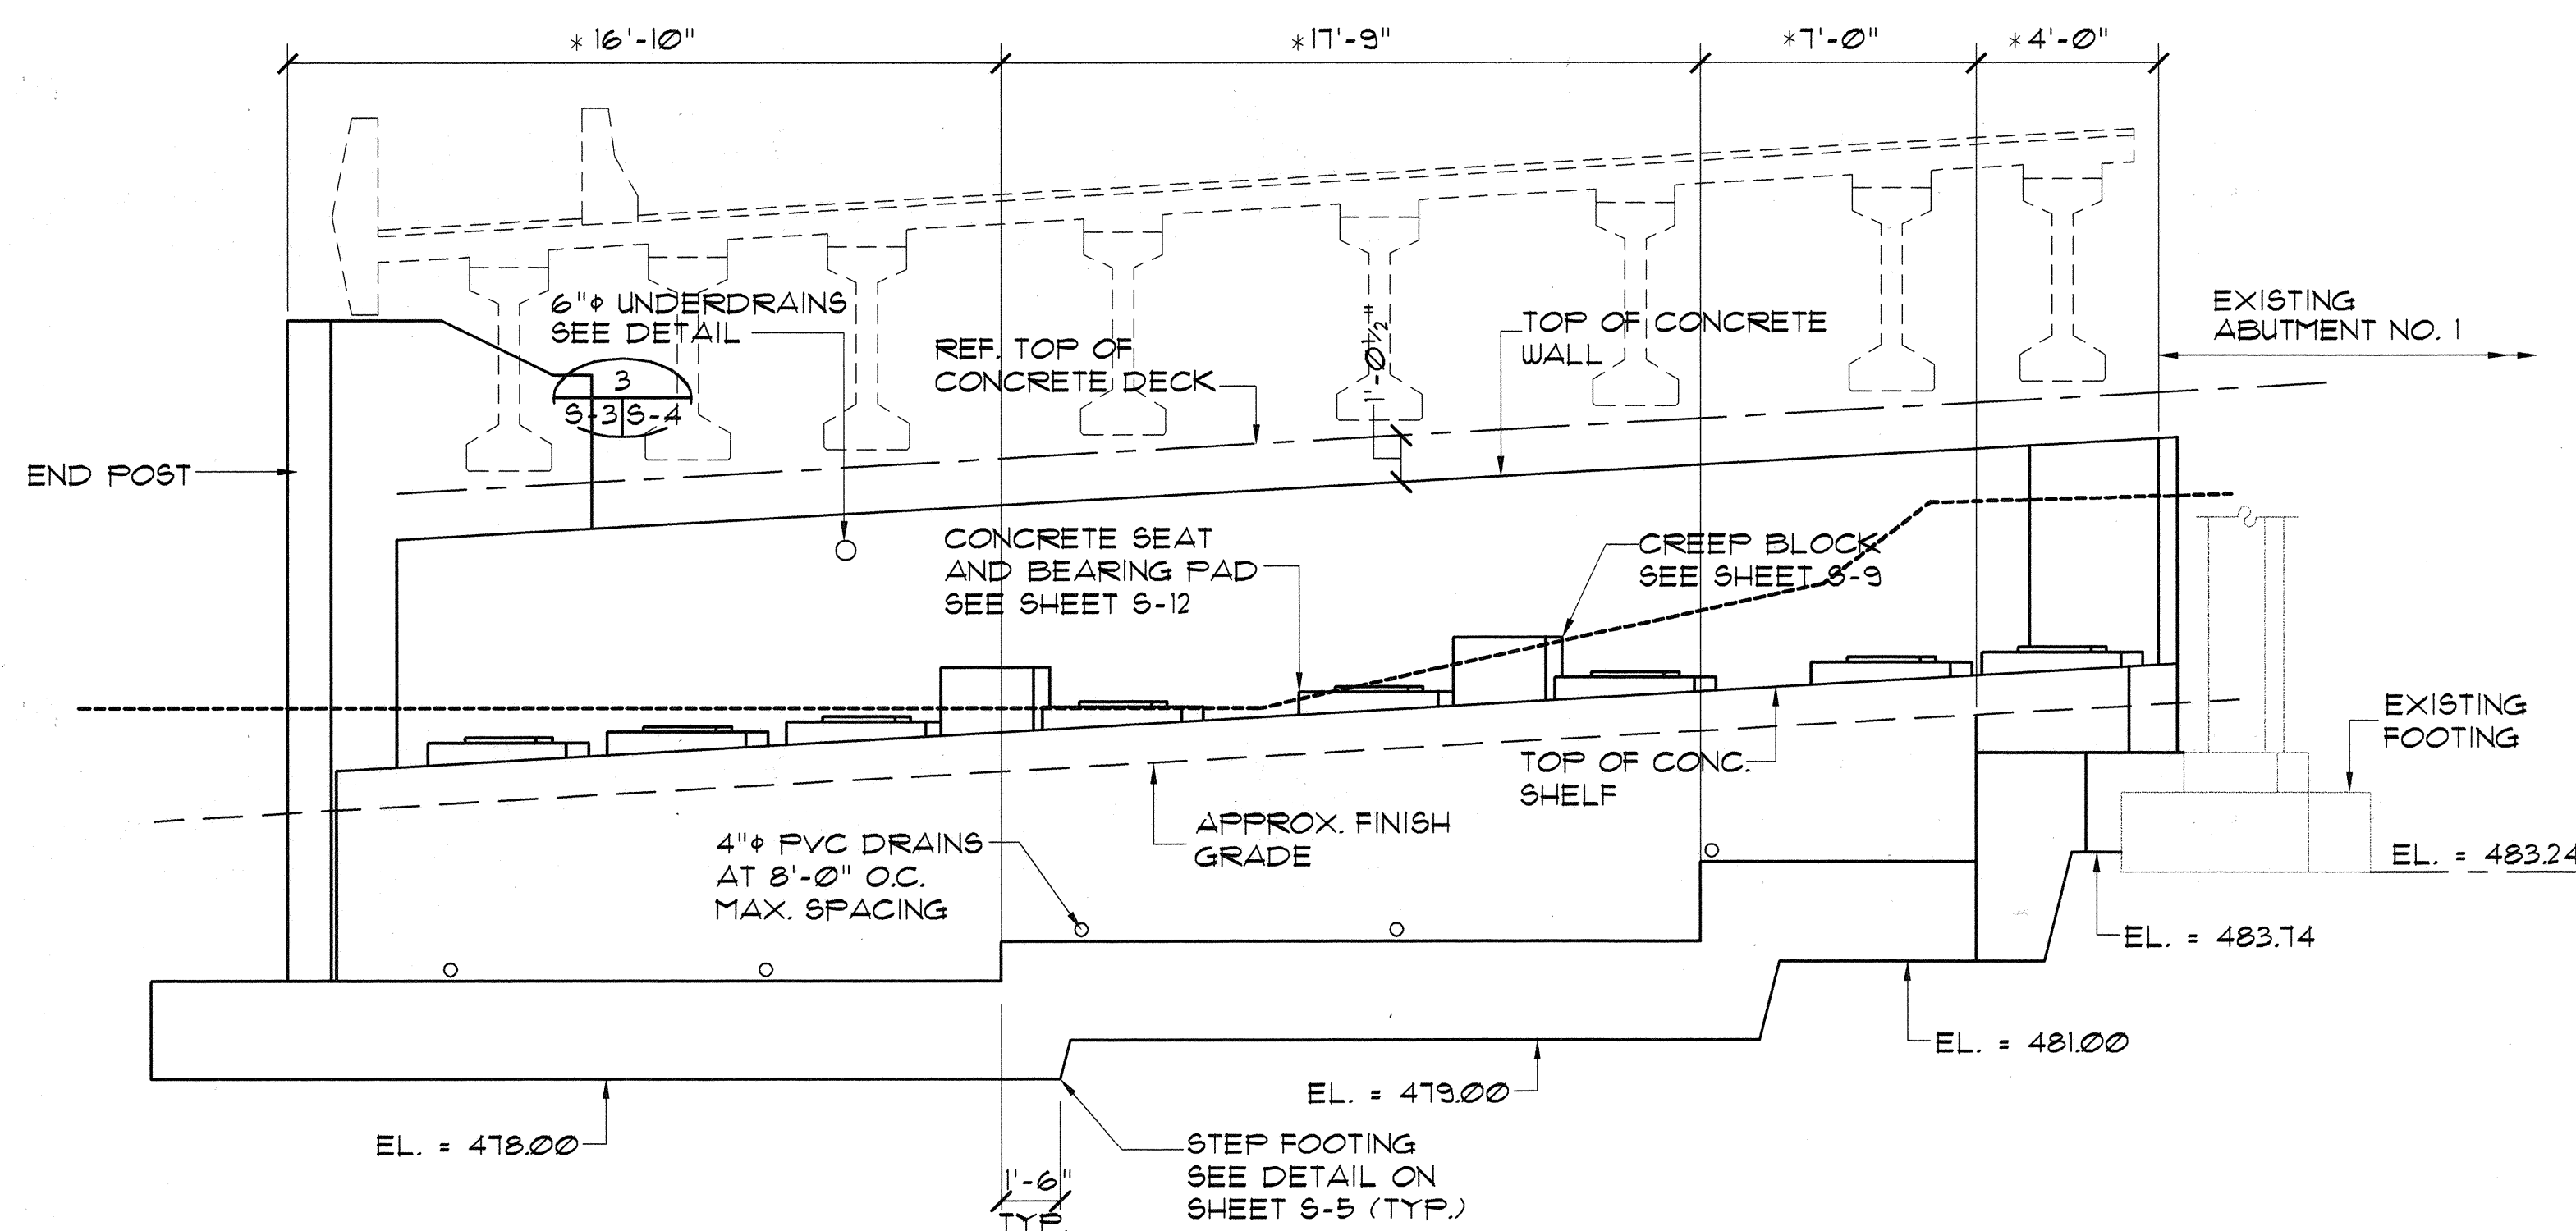 *16'-10"
*17'-9"
*7'-0"
*4'-0"
6"ϕ UNDERDRAINS
SEE DETAIL
3
S-3 S-4
REF. TOP OF
CONCRETE DECK
1'-0½"
TOP OF CONCRETE
WALL
EXISTING
ABUTMENT NO. 1
END POST
CONCRETE SEAT
AND BEARING PAD
SEE SHEET S-12
CREEP BLOCK
SEE SHEET S-9
EXISTING
FOOTING
TOP OF CONC.
SHELF
APPROX. FINISH
GRADE
4"ϕ PVC DRAINS
AT 8'-0" O.C.
MAX. SPACING
EL. = 483.24
EL. = 483.74
EL. = 481.00
EL. = 479.00
EL. = 478.00
STEP FOOTING
SEE DETAIL ON
SHEET S-5 (TYP.)
1'-6"
TYP.